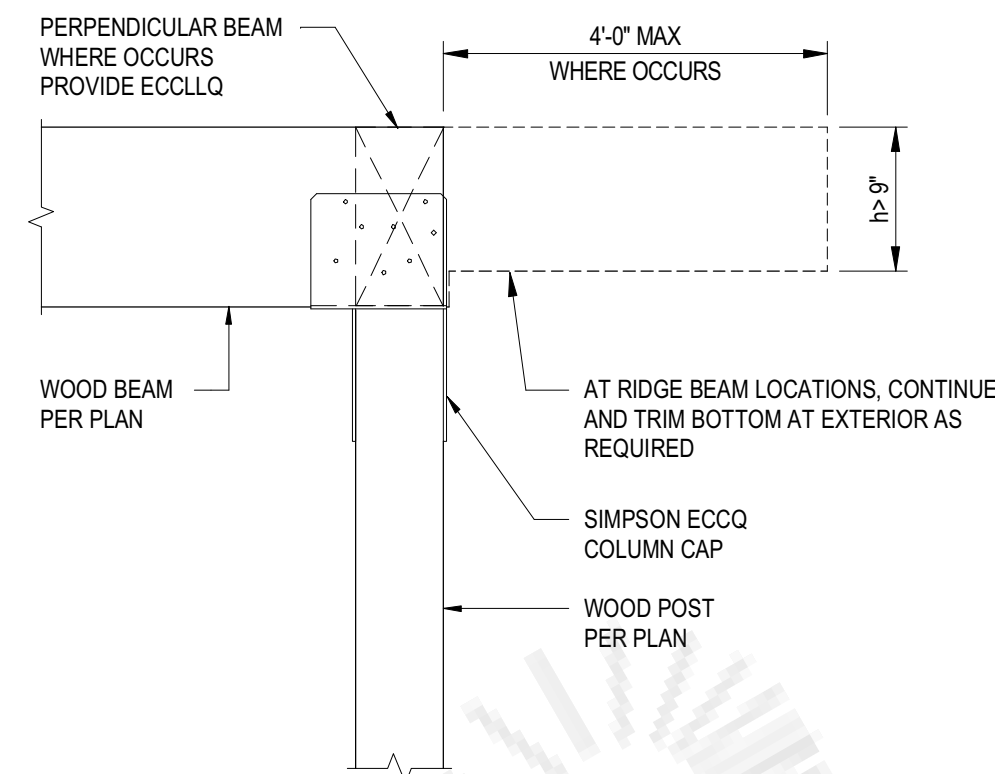 PERPENDICULAR BEAM
WHERE OCCURS
PROVIDE ECCLLQ
4'-0" MAX
WHERE OCCURS
h> 9"
WOOD BEAM
PER PLAN
AT RIDGE BEAM LOCATIONS, CONTINUE
AND TRIM BOTTOM AT EXTERIOR AS
REQUIRED
SIMPSON ECCQ
COLUMN CAP
WOOD POST
PER PLAN